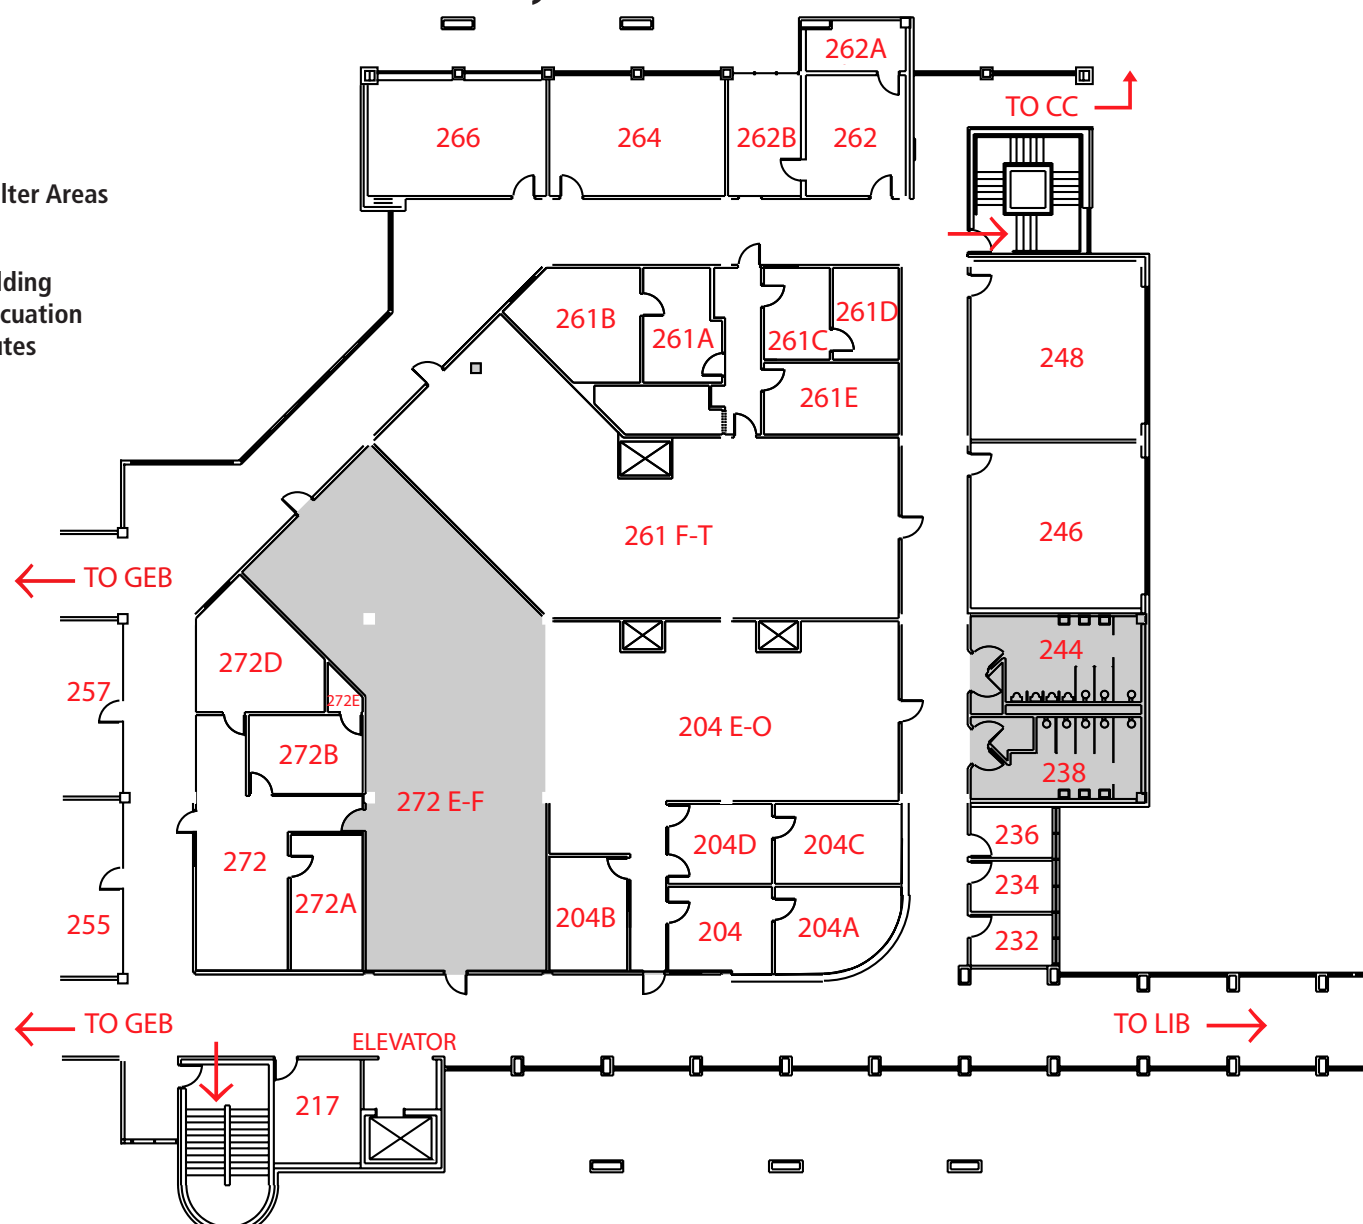 262A
TO CC
266
264
262B
262
lter Areas
lding
cuation
utes
261B
261A
261C
261D
248
261E
261 F-T
246
TO GEB
244
272D
257
272E
204 E-O
272B
238
272 E-F
236
204D
204C
272
234
272A
204B
255
204
204A
232
TO GEB
TO LIB
ELEVATOR
217